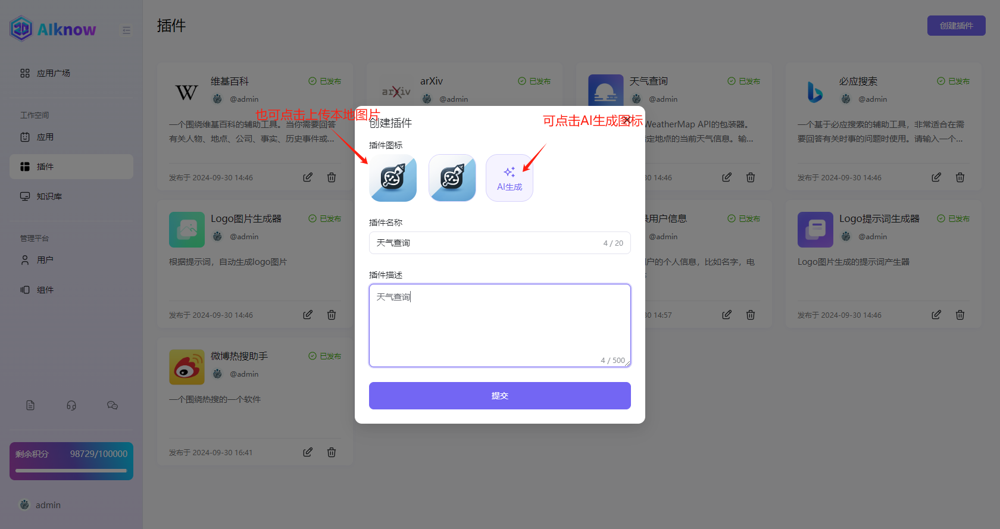 AIknow
应用广场
工作空间
应用
插件
知识库
管理平台
用户
组件
剩余积分 98729/100000
admin
插件
创建插件
维基百科
已发布
@admin
一个围绕维基百科的辅助工具。当你需要回答
有关人物、地点、公司、事实、历史事件或...
发布于 2024-09-30 14:46
arXiv
arXiv
已发布
@admin
天气查询
已发布
@admin
WeatherMap API的包装器。
定地点的当前天气信息。输...
30 14:46
必应搜索
已发布
@admin
一个基于必应搜索的辅助工具，非常适合在需
要回答有关时事的问题时使用。请输入一个...
发布于 2024-09-30 14:46
Logo图片生成器
已发布
@admin
根据提示词，自动生成logo图片
发布于 2024-09-30 14:46
用户信息
已发布
@admin
户的个人信息，比如名字，电
30 14:57
Logo提示词生成器
已发布
@admin
Logo图片生成的提示词产生器
发布于 2024-09-30 14:46
微博热搜助手
已发布
@admin
一个围绕热搜的一个软件
发布于 2024-09-30 16:41
也可点击上传本地图片
可点击AI生成图标
创建插件
插件图标
AI生成
插件名称
天气查询
4 / 20
插件描述
天气查询
4 / 500
提交